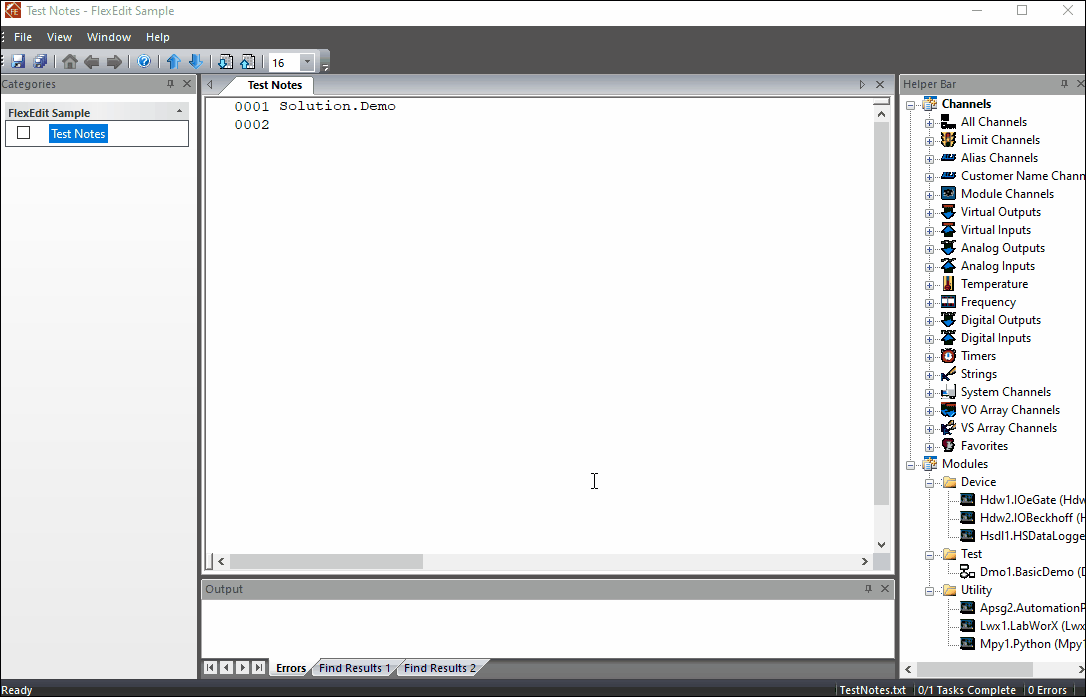 Test Notes - FlexEdit Sample
File View Window Help
16
Categories
FlexEdit Sample
Test Notes
Test Notes
0001 Solution.Demo
0002
Output
Errors Find Results 1 Find Results 2
Helper Bar
Channels
All Channels
Limit Channels
Alias Channels
Customer Name Chann
Module Channels
Virtual Outputs
Virtual Inputs
Analog Outputs
Analog Inputs
Temperature
Frequency
Digital Outputs
Digital Inputs
Timers
Strings
System Channels
VO Array Channels
VS Array Channels
Favorites
Modules
Device
Hdw1.IOeGate (Hdw
Hdw2.IOBeckhoff (H
Hsdl1.HSDataLogge
Test
Dmo1.BasicDemo (D
Utility
Apsg2.AutomationP
Lwx1.LabWorX (Lwx
Mpy1.Python (Mpy1
Ready TestNotes.txt 0/1 Tasks Complete 0 Errors